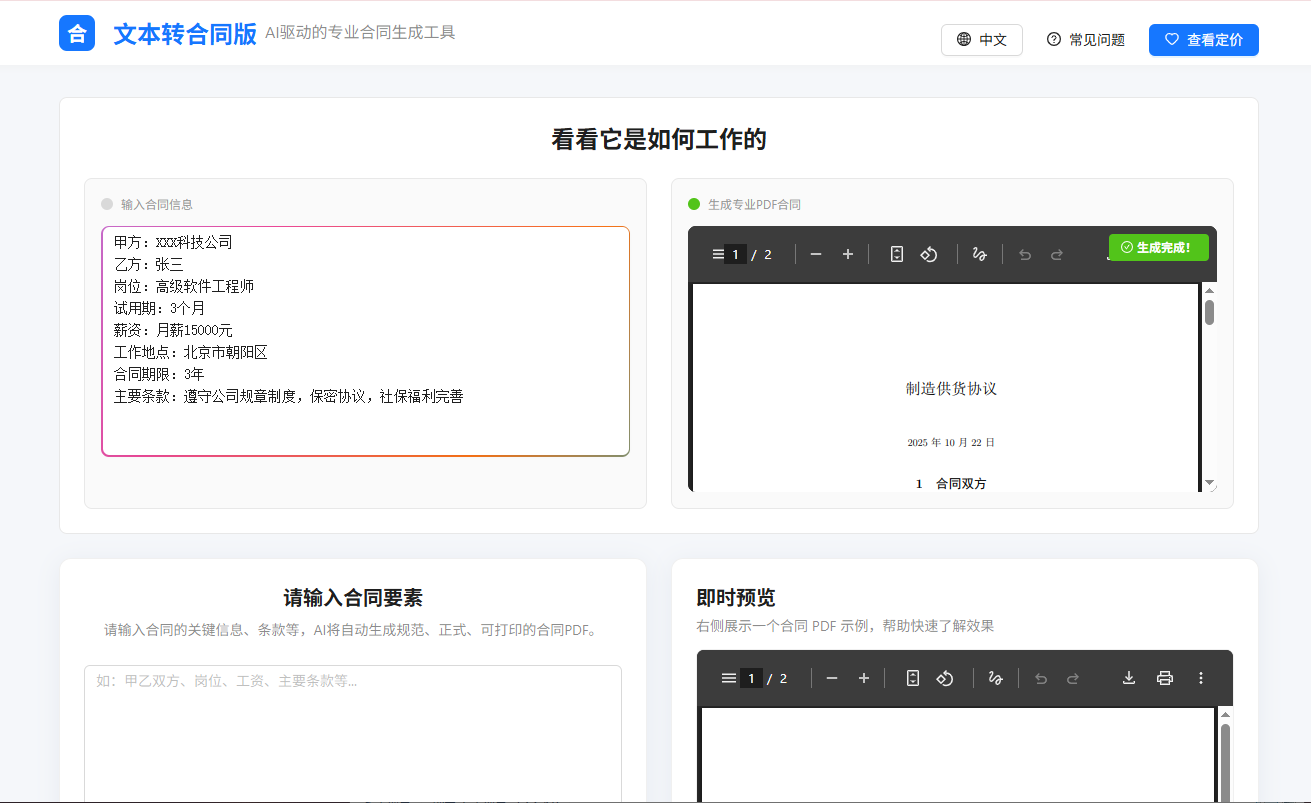 合 文本转合同版 AI驱动的专业合同生成工具
中文 常见问题 查看定价
看看它是如何工作的
输入合同信息
甲方：XXX科技公司
乙方：张三
岗位：高级软件工程师
试用期：3个月
薪资：月薪15000元
工作地点：北京市朝阳区
合同期限：3年
主要条款：遵守公司规章制度，保密协议，社保福利完善
生成专业PDF合同
1 / 2
生成完成！
制造供货协议
2025 年 10 月 22 日
1 合同双方
请输入合同要素
请输入合同的关键信息、条款等，AI将自动生成规范、正式、可打印的合同PDF。
如：甲乙双方、岗位、工资、主要条款等...
即时预览
右侧展示一个合同 PDF 示例，帮助快速了解效果
1 / 2